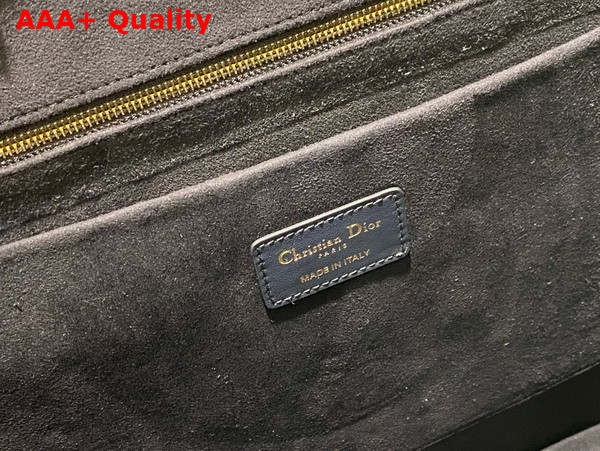 AAA+ Quality
Christian Dior
PARIS
MADE IN ITALY